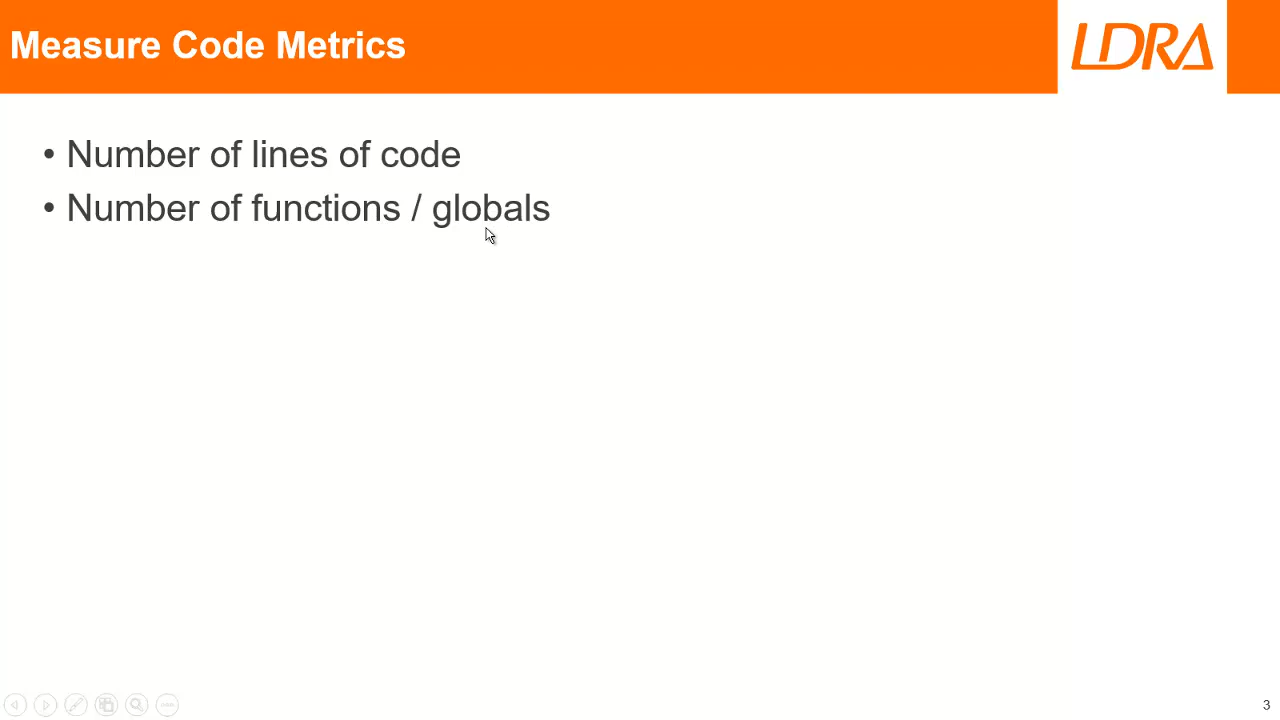 Measure Code Metrics
LDRA
• Number of lines of code
• Number of functions / globals
3